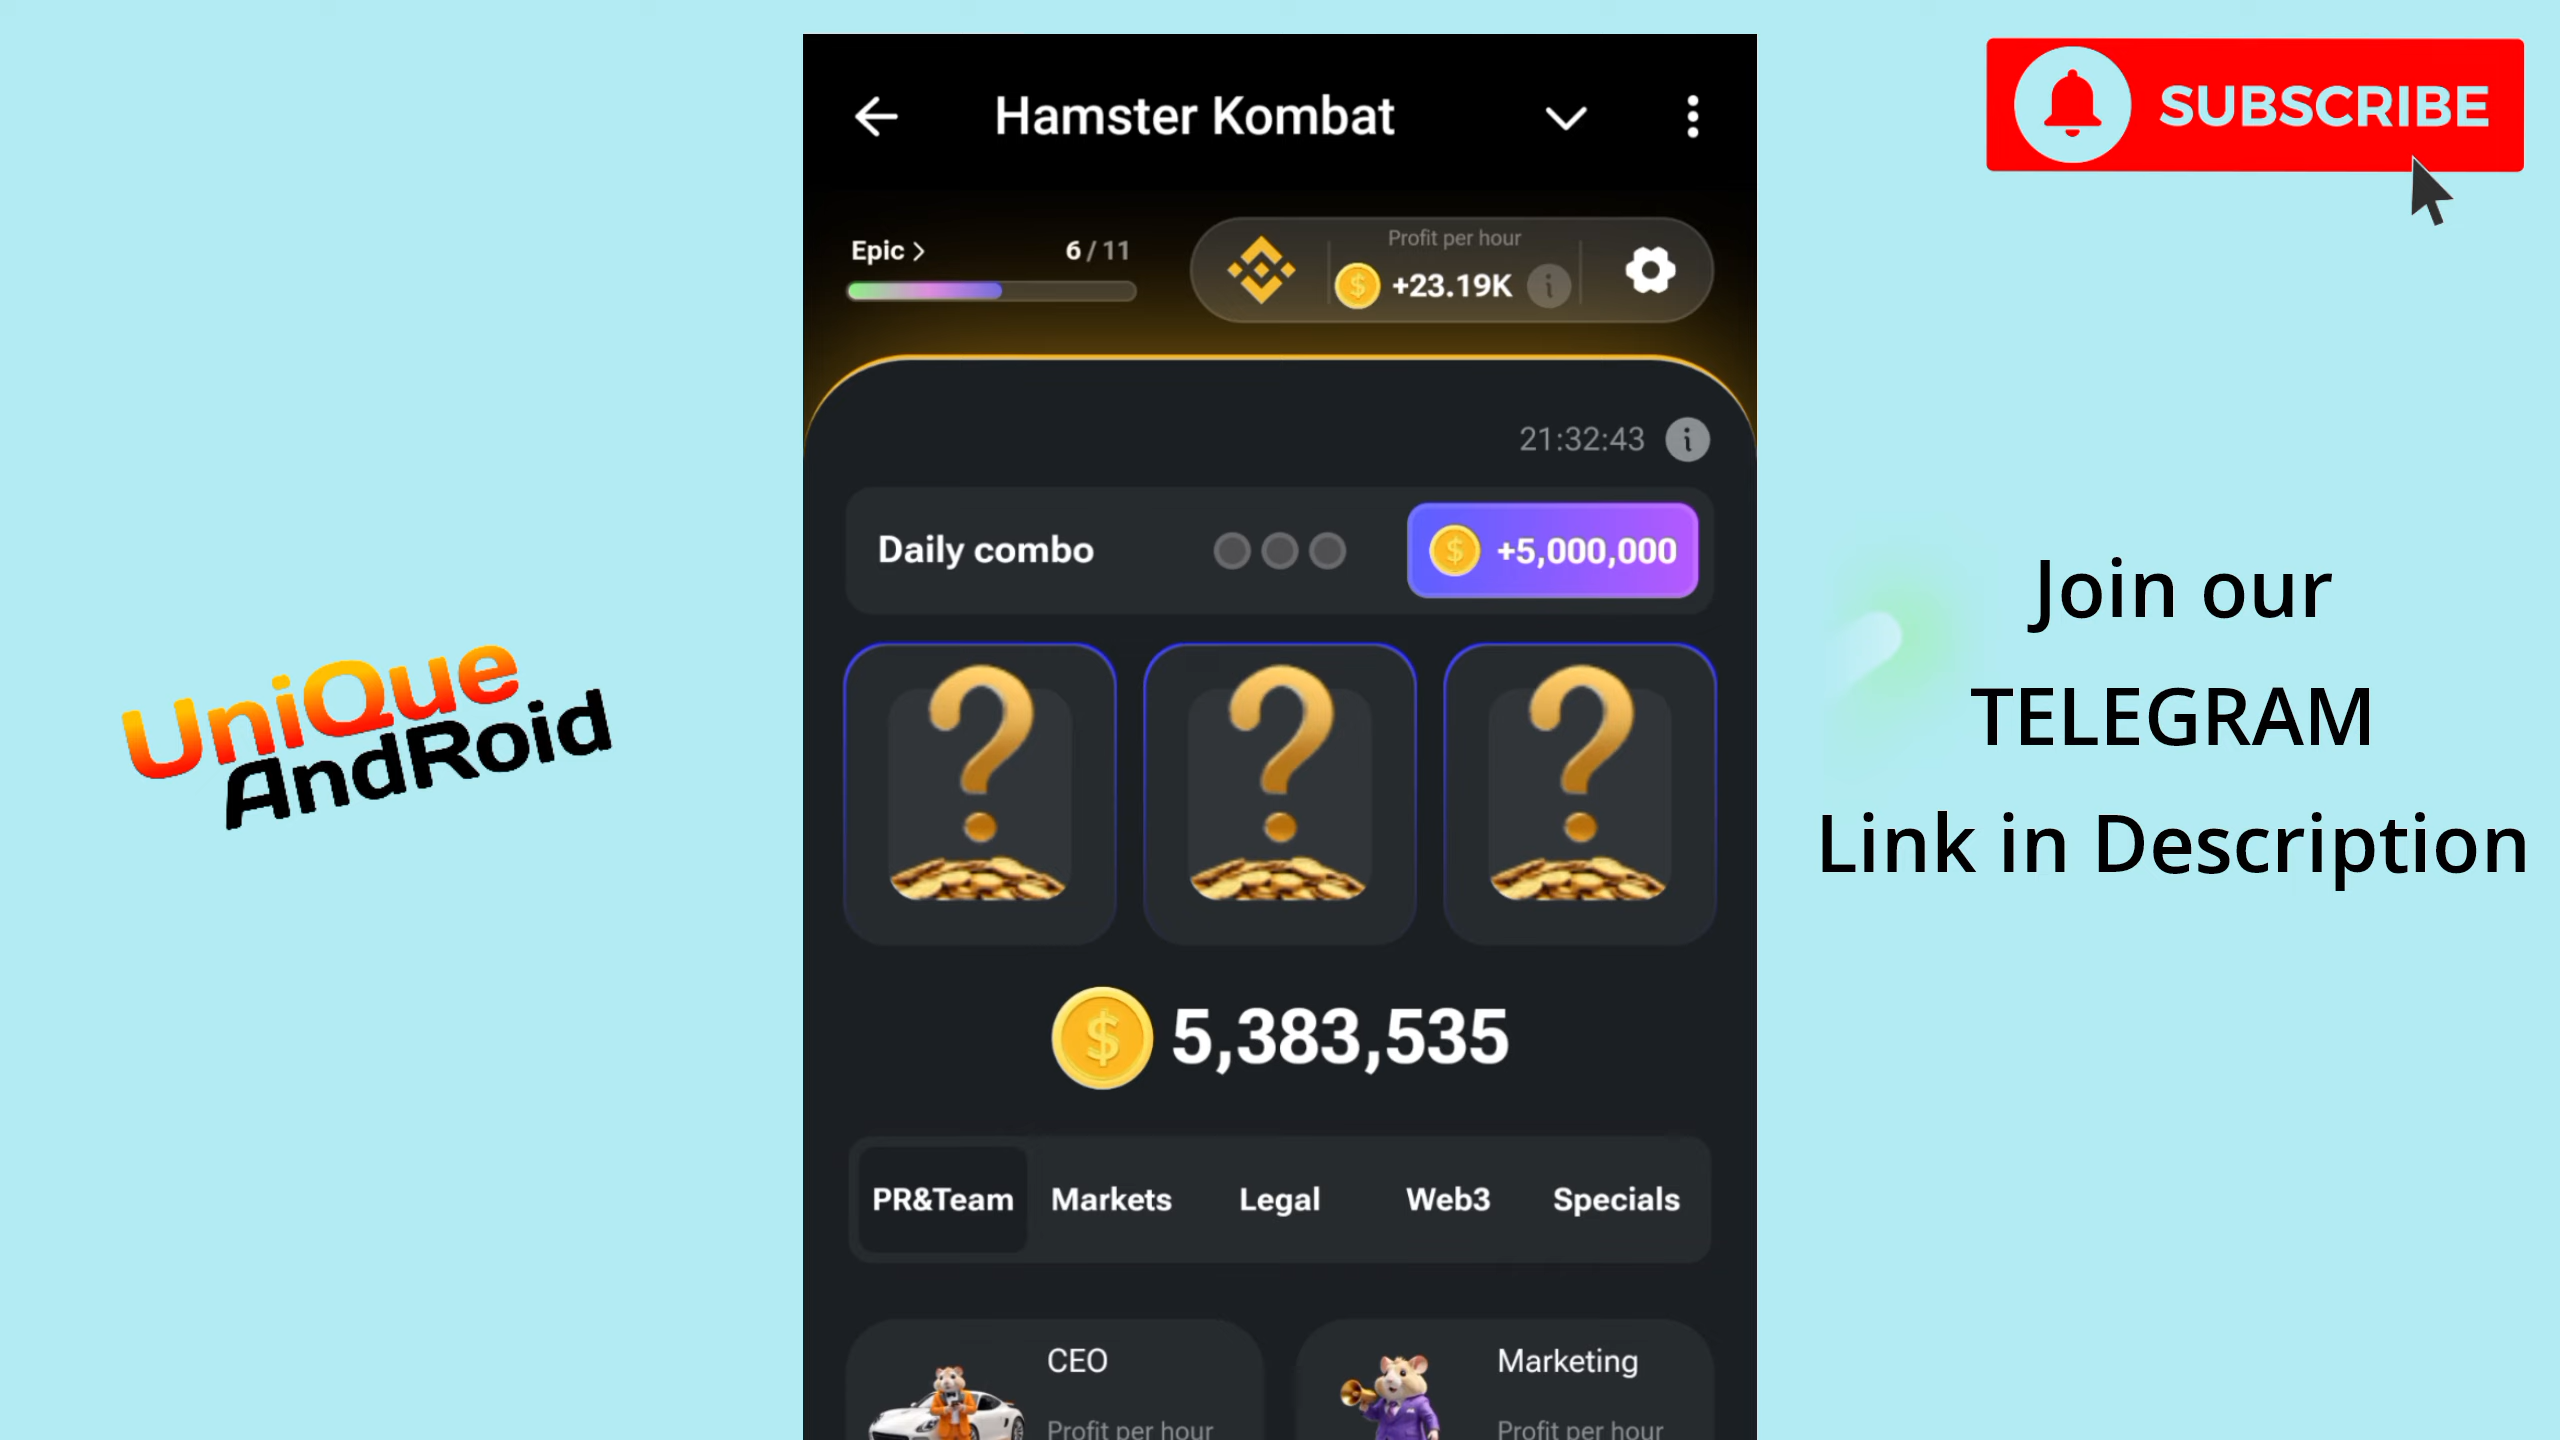 Hamster Kombat
SUBSCRIBE
Epic >
6 / 11
Profit per hour
+23.19K
21:32:43
Daily combo
+5,000,000
UniQue
AndRoid
Join our
TELEGRAM
Link in Description
5,383,535
PR&Team
Markets
Legal
Web3
Specials
CEO
Profit per hour
Marketing
Profit per hour